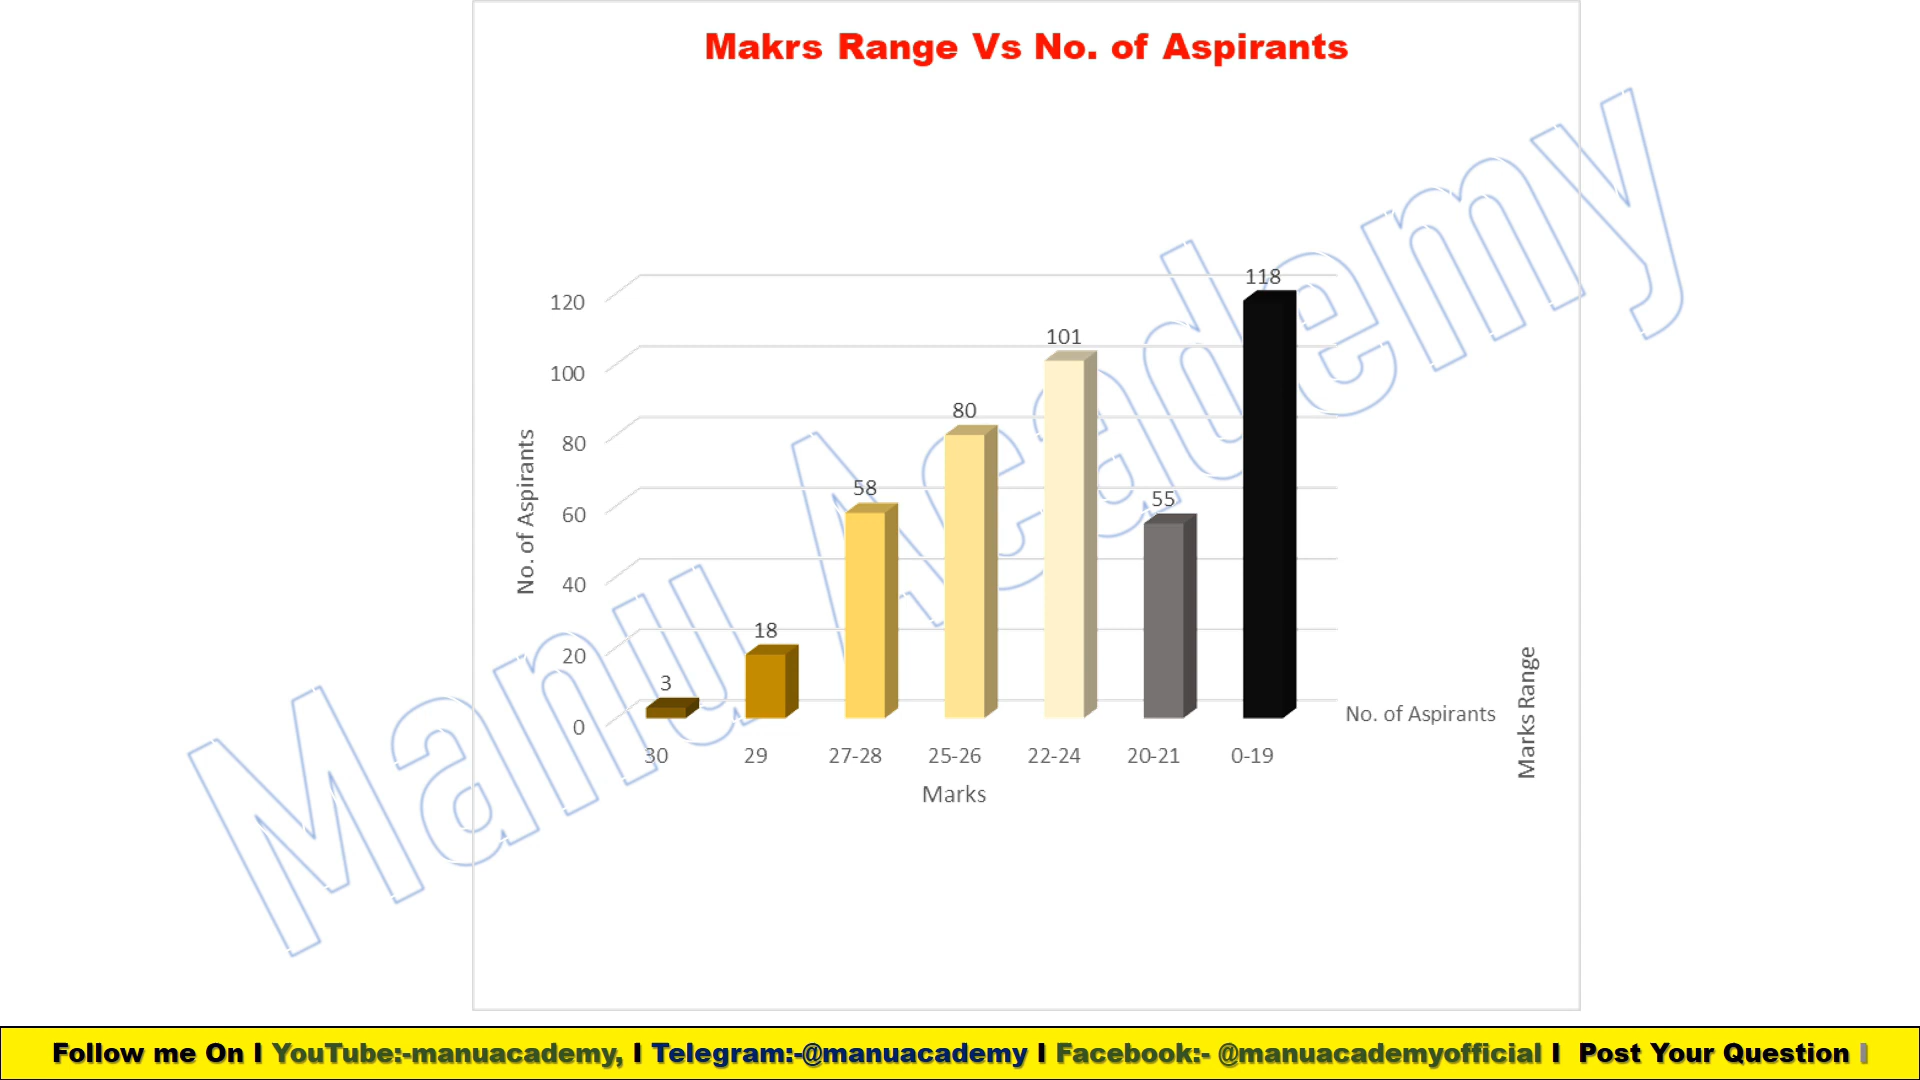 Makrs Range Vs No. of Aspirants
Manu Academy
118
120
101
100
80
80
58
55
60
No. of Aspirants
40
18
20
3
0
No. of Aspirants
Marks Range
30 29 27-28 25-26 22-24 20-21 0-19
Marks
Follow me On I YouTube:-manuacademy, I Telegram:-@manuacademy I Facebook:- @manuacademyofficial I Post Your Question I